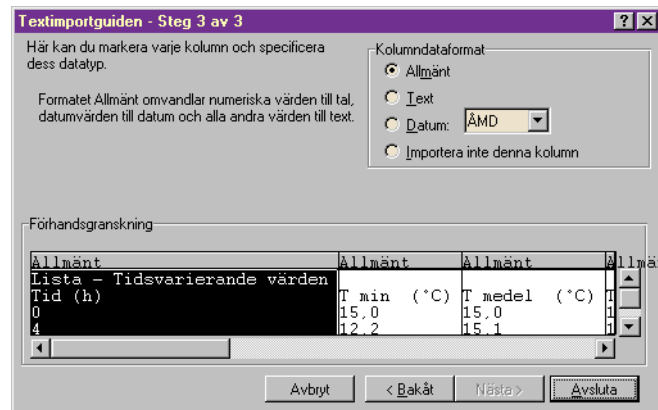 Textimportguiden - Steg 3 av 3
Här kan du markera varje kolumn och specificera
dess datatyp.
Formatet Allmänt omvandlar numeriska värden till tal,
datumvärden till datum och alla andra värden till text.
Kolumndataformat
Allmänt
Text
Datum: ÅMD
Importera inte denna kolumn
Förhandsgranskning
Allmänt Allmänt Allmänt Allmä
Lista - Tidsvarierande värden
Tid (h) T min (°C) T medel (°C) T
0 15,0 15,0 1
4 12,2 15,1 1
Avbryt < Bakåt Nästa > Avsluta